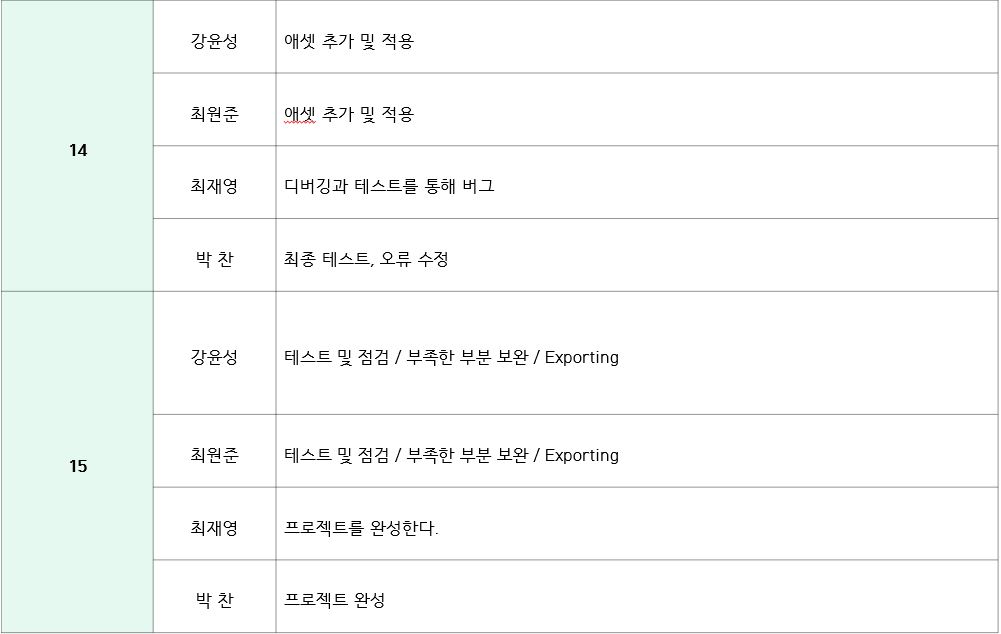 14
강윤성 애셋 추가 및 적용
최원준 애셋 추가 및 적용
최재영 디버깅과 테스트를 통해 버그
박 찬 최종 테스트, 오류 수정
15
강윤성 테스트 및 점검 / 부족한 부분 보완 / Exporting
최원준 테스트 및 점검 / 부족한 부분 보완 / Exporting
최재영 프로젝트를 완성한다.
박 찬 프로젝트 완성